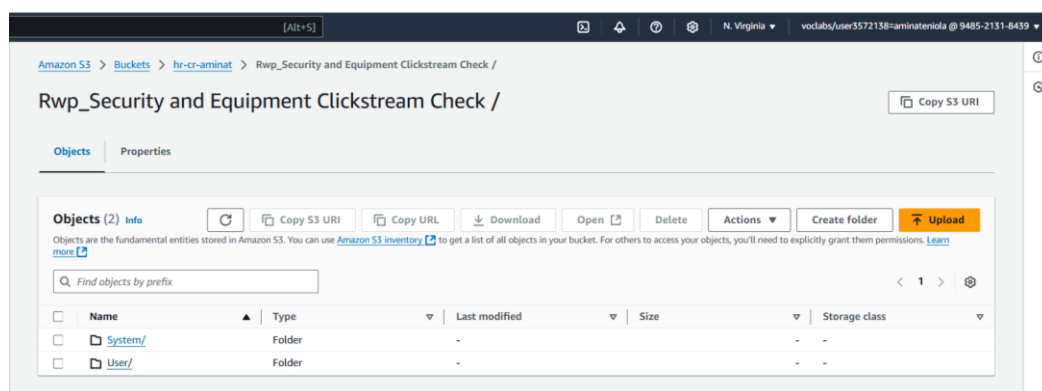 [Alt+S]
N. Virginia ▼ voclabs/user3572138=aminateniola @ 9485-2131-8439 ▼
Amazon S3 > Buckets > hr-cr-aminat > Rwp_Security and Equipment Clickstream Check /
Rwp_Security and Equipment Clickstream Check /
Copy S3 URI
Objects Properties
Objects (2) Info Copy S3 URI Copy URL Download Open Delete Actions ▼ Create folder Upload
Objects are the fundamental entities stored in Amazon S3. You can use Amazon S3 inventory to get a list of all objects in your bucket. For others to access your objects, you'll need to explicitly grant them permissions. Learn
more
Find objects by prefix
< 1 >
Name Type Last modified Size Storage class
System/ Folder - - -
User/ Folder - - -